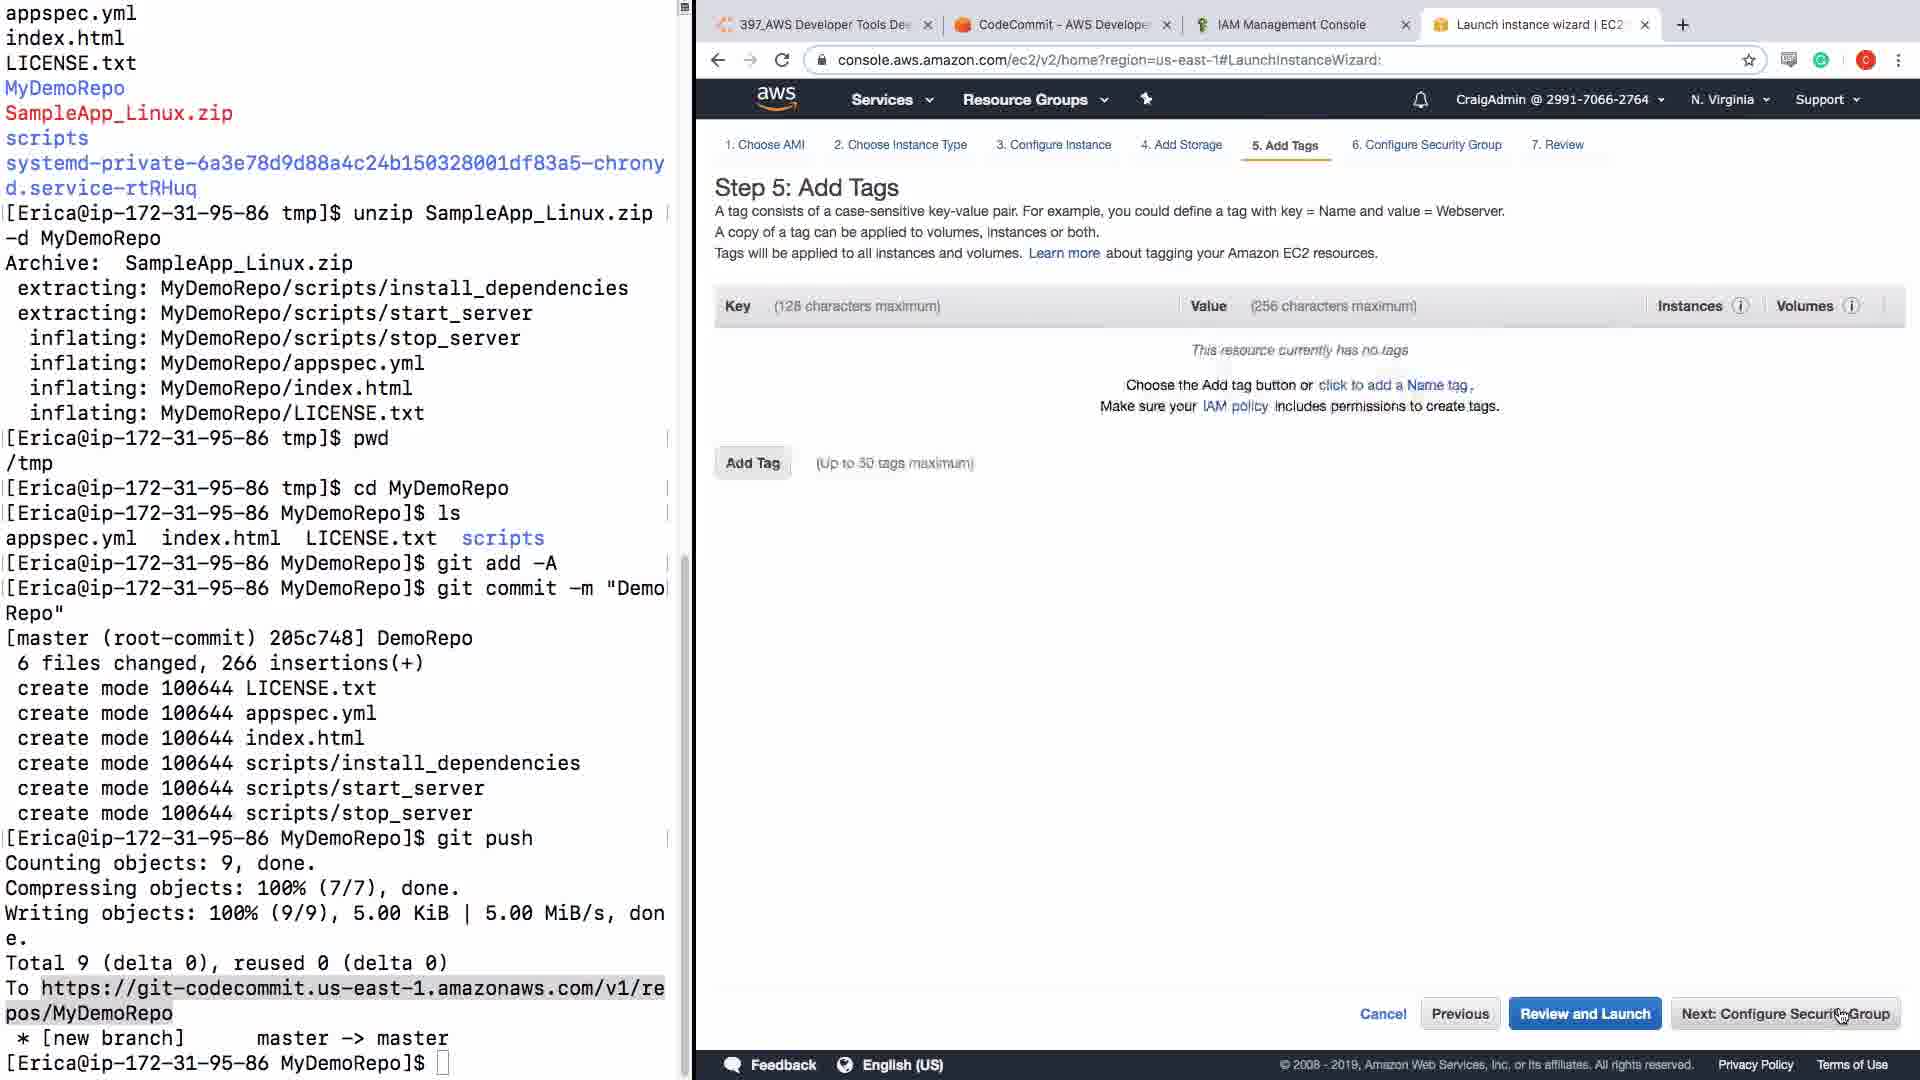 appspec.yml
index.html
LICENSE.txt
MyDemoRepo
SampleApp_Linux.zip
scripts
systemd-private-6a3e78d9d88a4c24b150328001df83a5-chrony
d.service-rtRHuq
[Erica@ip-172-31-95-86 tmp]$ unzip SampleApp_Linux.zip
-d MyDemoRepo
Archive:  SampleApp_Linux.zip
 extracting: MyDemoRepo/scripts/install_dependencies
 extracting: MyDemoRepo/scripts/start_server
  inflating: MyDemoRepo/scripts/stop_server
  inflating: MyDemoRepo/appspec.yml
  inflating: MyDemoRepo/index.html
  inflating: MyDemoRepo/LICENSE.txt
[Erica@ip-172-31-95-86 tmp]$ pwd
/tmp
[Erica@ip-172-31-95-86 tmp]$ cd MyDemoRepo
[Erica@ip-172-31-95-86 MyDemoRepo]$ ls
appspec.yml  index.html  LICENSE.txt  scripts
[Erica@ip-172-31-95-86 MyDemoRepo]$ git add -A
[Erica@ip-172-31-95-86 MyDemoRepo]$ git commit -m "Demo
Repo"
[master (root-commit) 205c748] DemoRepo
 6 files changed, 266 insertions(+)
 create mode 100644 LICENSE.txt
 create mode 100644 appspec.yml
 create mode 100644 index.html
 create mode 100644 scripts/install_dependencies
 create mode 100644 scripts/start_server
 create mode 100644 scripts/stop_server
[Erica@ip-172-31-95-86 MyDemoRepo]$ git push
Counting objects: 9, done.
Compressing objects: 100% (7/7), done.
Writing objects: 100% (9/9), 5.00 KiB | 5.00 MiB/s, don
e.
Total 9 (delta 0), reused 0 (delta 0)
To https://git-codecommit.us-east-1.amazonaws.com/v1/re
pos/MyDemoRepo
 * [new branch]      master -> master
[Erica@ip-172-31-95-86 MyDemoRepo]$
397_AWS Developer Tools Dee
CodeCommit - AWS Develope
IAM Management Console
Launch instance wizard | EC2
console.aws.amazon.com/ec2/v2/home?region=us-east-1#LaunchInstanceWizard:
C
aws Services Resource Groups CraigAdmin @ 2991-7066-2764 N. Virginia Support
1. Choose AMI 2. Choose Instance Type 3. Configure Instance 4. Add Storage 5. Add Tags 6. Configure Security Group 7. Review
Step 5: Add Tags
A tag consists of a case-sensitive key-value pair. For example, you could define a tag with key = Name and value = Webserver.
A copy of a tag can be applied to volumes, instances or both.
Tags will be applied to all instances and volumes. Learn more about tagging your Amazon EC2 resources.
Key (128 characters maximum) Value (256 characters maximum) Instances Volumes
This resource currently has no tags
Choose the Add tag button or click to add a Name tag.
Make sure your IAM policy includes permissions to create tags.
Add Tag (Up to 50 tags maximum)
Cancel Previous Review and Launch Next: Configure Security Group
Feedback English (US) © 2008 - 2019, Amazon Web Services, Inc. or its affiliates. All rights reserved. Privacy Policy Terms of Use